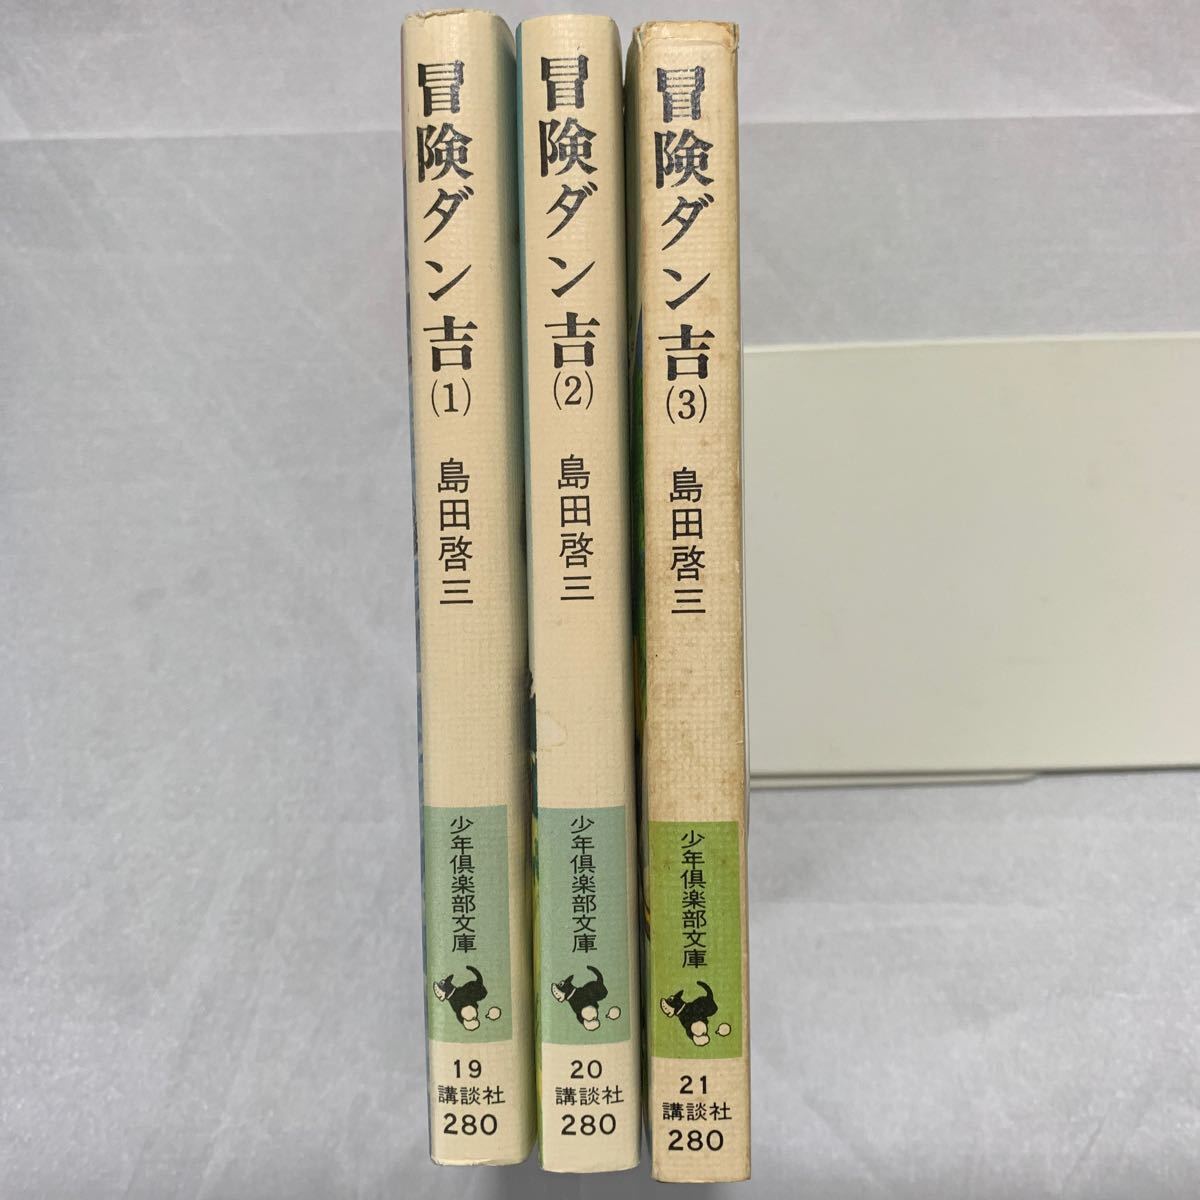 冒険ダン吉(1)
島田啓三
少年倶楽部文庫
19
講談社
280
冒険ダン吉(2)
島田啓三
少年倶楽部文庫
20
講談社
280
冒険ダン吉(3)
島田啓三
少年倶楽部文庫
21
講談社
280